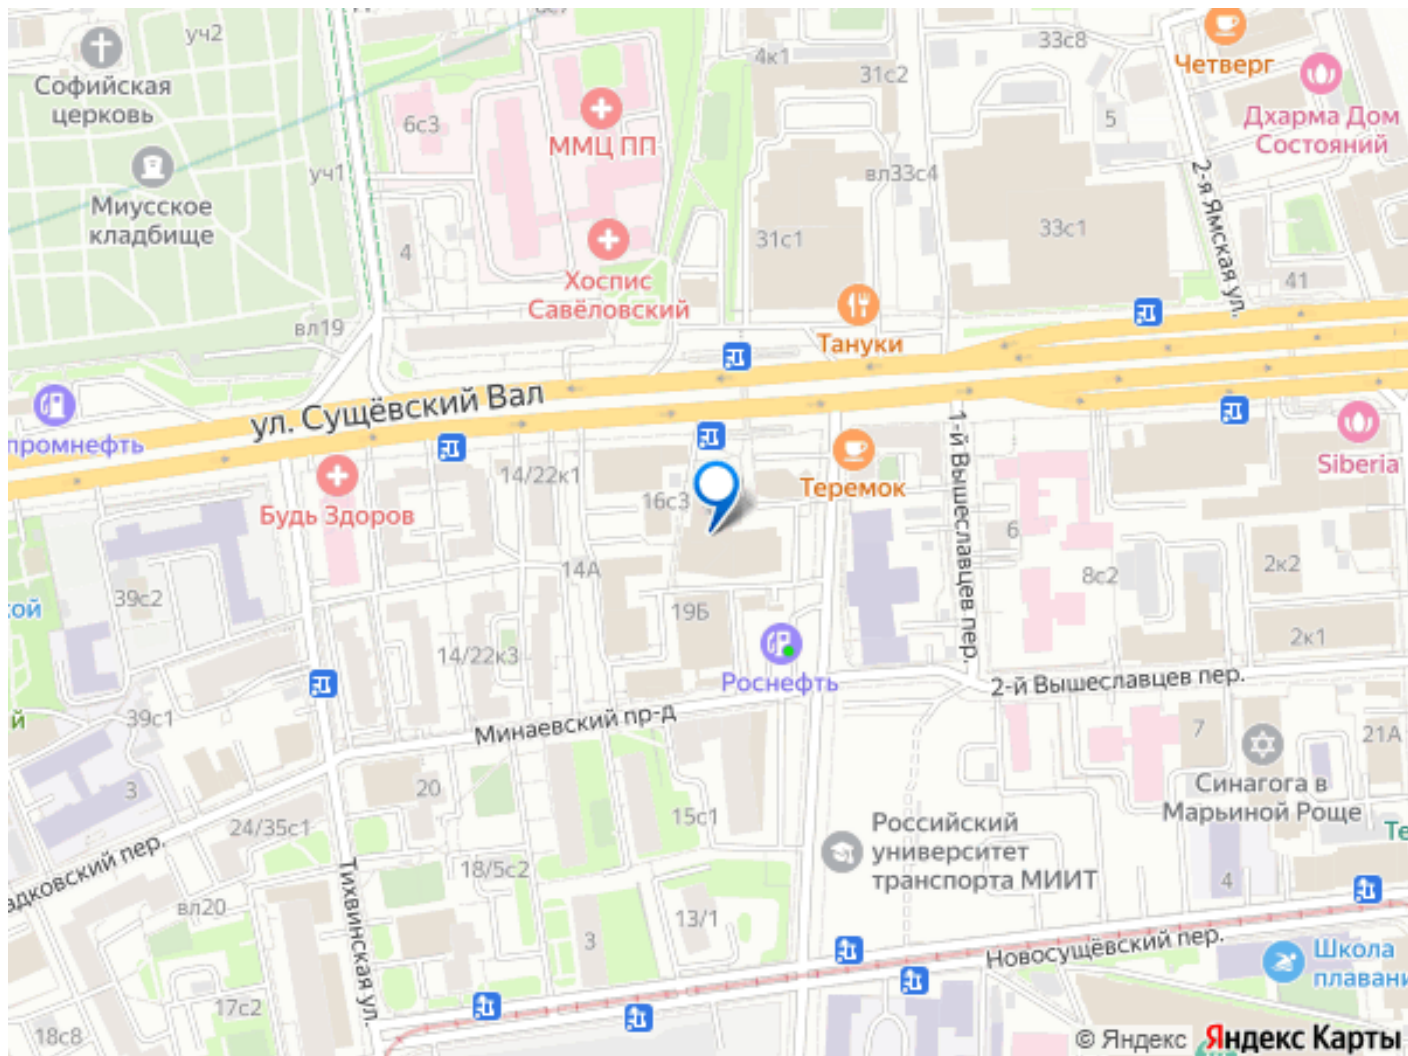 уч2
Софийская
церковь
Миусское
кладбище
уч1
6с3
ММЦ ПП
Хоспис
Савёловский
4
вл19
4к1
31с2
33с8
Четверг
Дхарма Дом
Состояний
5
вл33с4
2-я Ямская ул.
31с1
33с1
41
Тануки
промнефть
ул. Сущёвский Вал
Будь Здоров
14/22к1
16с3
Теремок
1-й Вышеславцев пер.
Siberia
6
8с2
2к2
2к1
14А
39с2
кой
19Б
14/22к3
Роснефть
2-й Вышеславцев пер.
й
39с1
Минаевский пр-д
7
21А
Синагога в
Марьиной Роще
3
20
24/35с1
15с1
Российский
университет
транспорта МИИТ
Те
4
адковский пер.
Тихвинская ул.
18/5с2
вл20
13/1
3
Новосущёвский пер.
Школа
плавани
17с2
18с8
© Яндекс Яндекс Карты